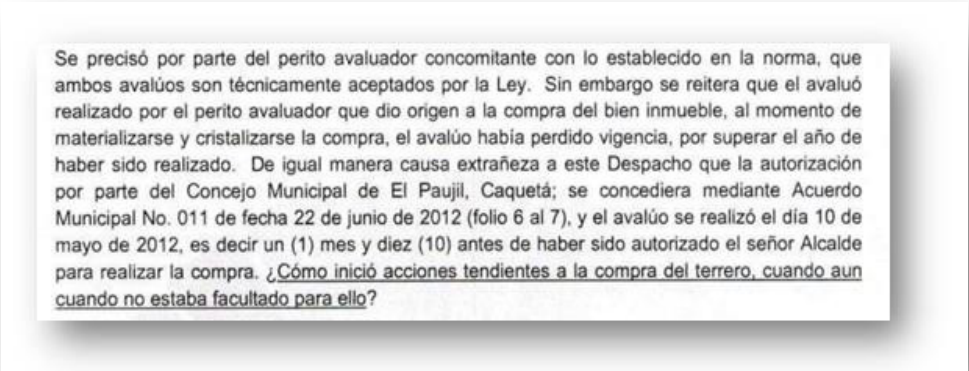 Se precisó por parte del perito avaluador concomitante con lo establecido en la norma, que
ambos avalúos son técnicamente aceptados por la Ley. Sin embargo se reitera que el avaluó
realizado por el perito avaluador que dio origen a la compra del bien inmueble, al momento de
materializarse y cristalizarse la compra, el avalúo había perdido vigencia, por superar el año de
haber sido realizado. De igual manera causa extrañeza a este Despacho que la autorización
por parte del Concejo Municipal de El Paujil, Caquetá; se concediera mediante Acuerdo
Municipal No. 011 de fecha 22 de junio de 2012 (folio 6 al 7), y el avalúo se realizó el día 10 de
mayo de 2012, es decir un (1) mes y diez (10) antes de haber sido autorizado el señor Alcalde
para realizar la compra. ¿Cómo inició acciones tendientes a la compra del terrero, cuando aun
cuando no estaba facultado para ello?